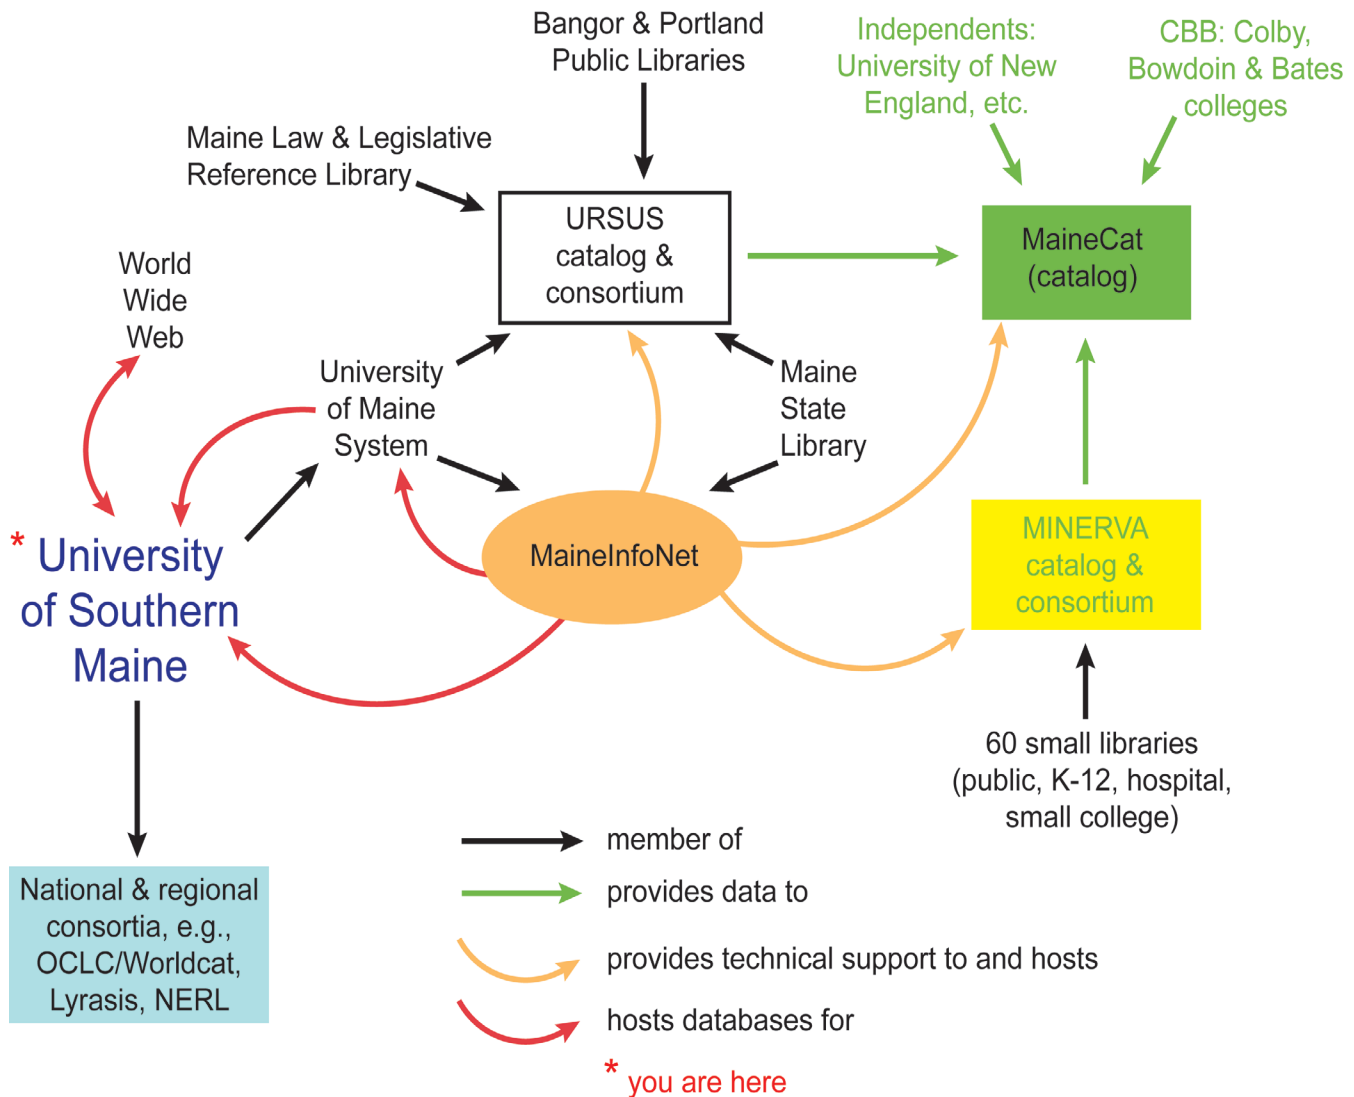 Bangor & Portland
Public Libraries
Independents:
University of New
England, etc.
CBB: Colby,
Bowdoin & Bates
colleges
Maine Law & Legislative
Reference Library
URSUS
catalog &
consortium
MaineCat
(catalog)
World
Wide
Web
University
of Maine
System
Maine
State
Library
* University
of Southern
Maine
MaineInfoNet
MINERVA
catalog &
consortium
60 small libraries
(public, K-12, hospital,
small college)
National & regional
consortia, e.g.,
OCLC/Worldcat,
Lyrasis, NERL
member of
provides data to
provides technical support to and hosts
hosts databases for
* you are here